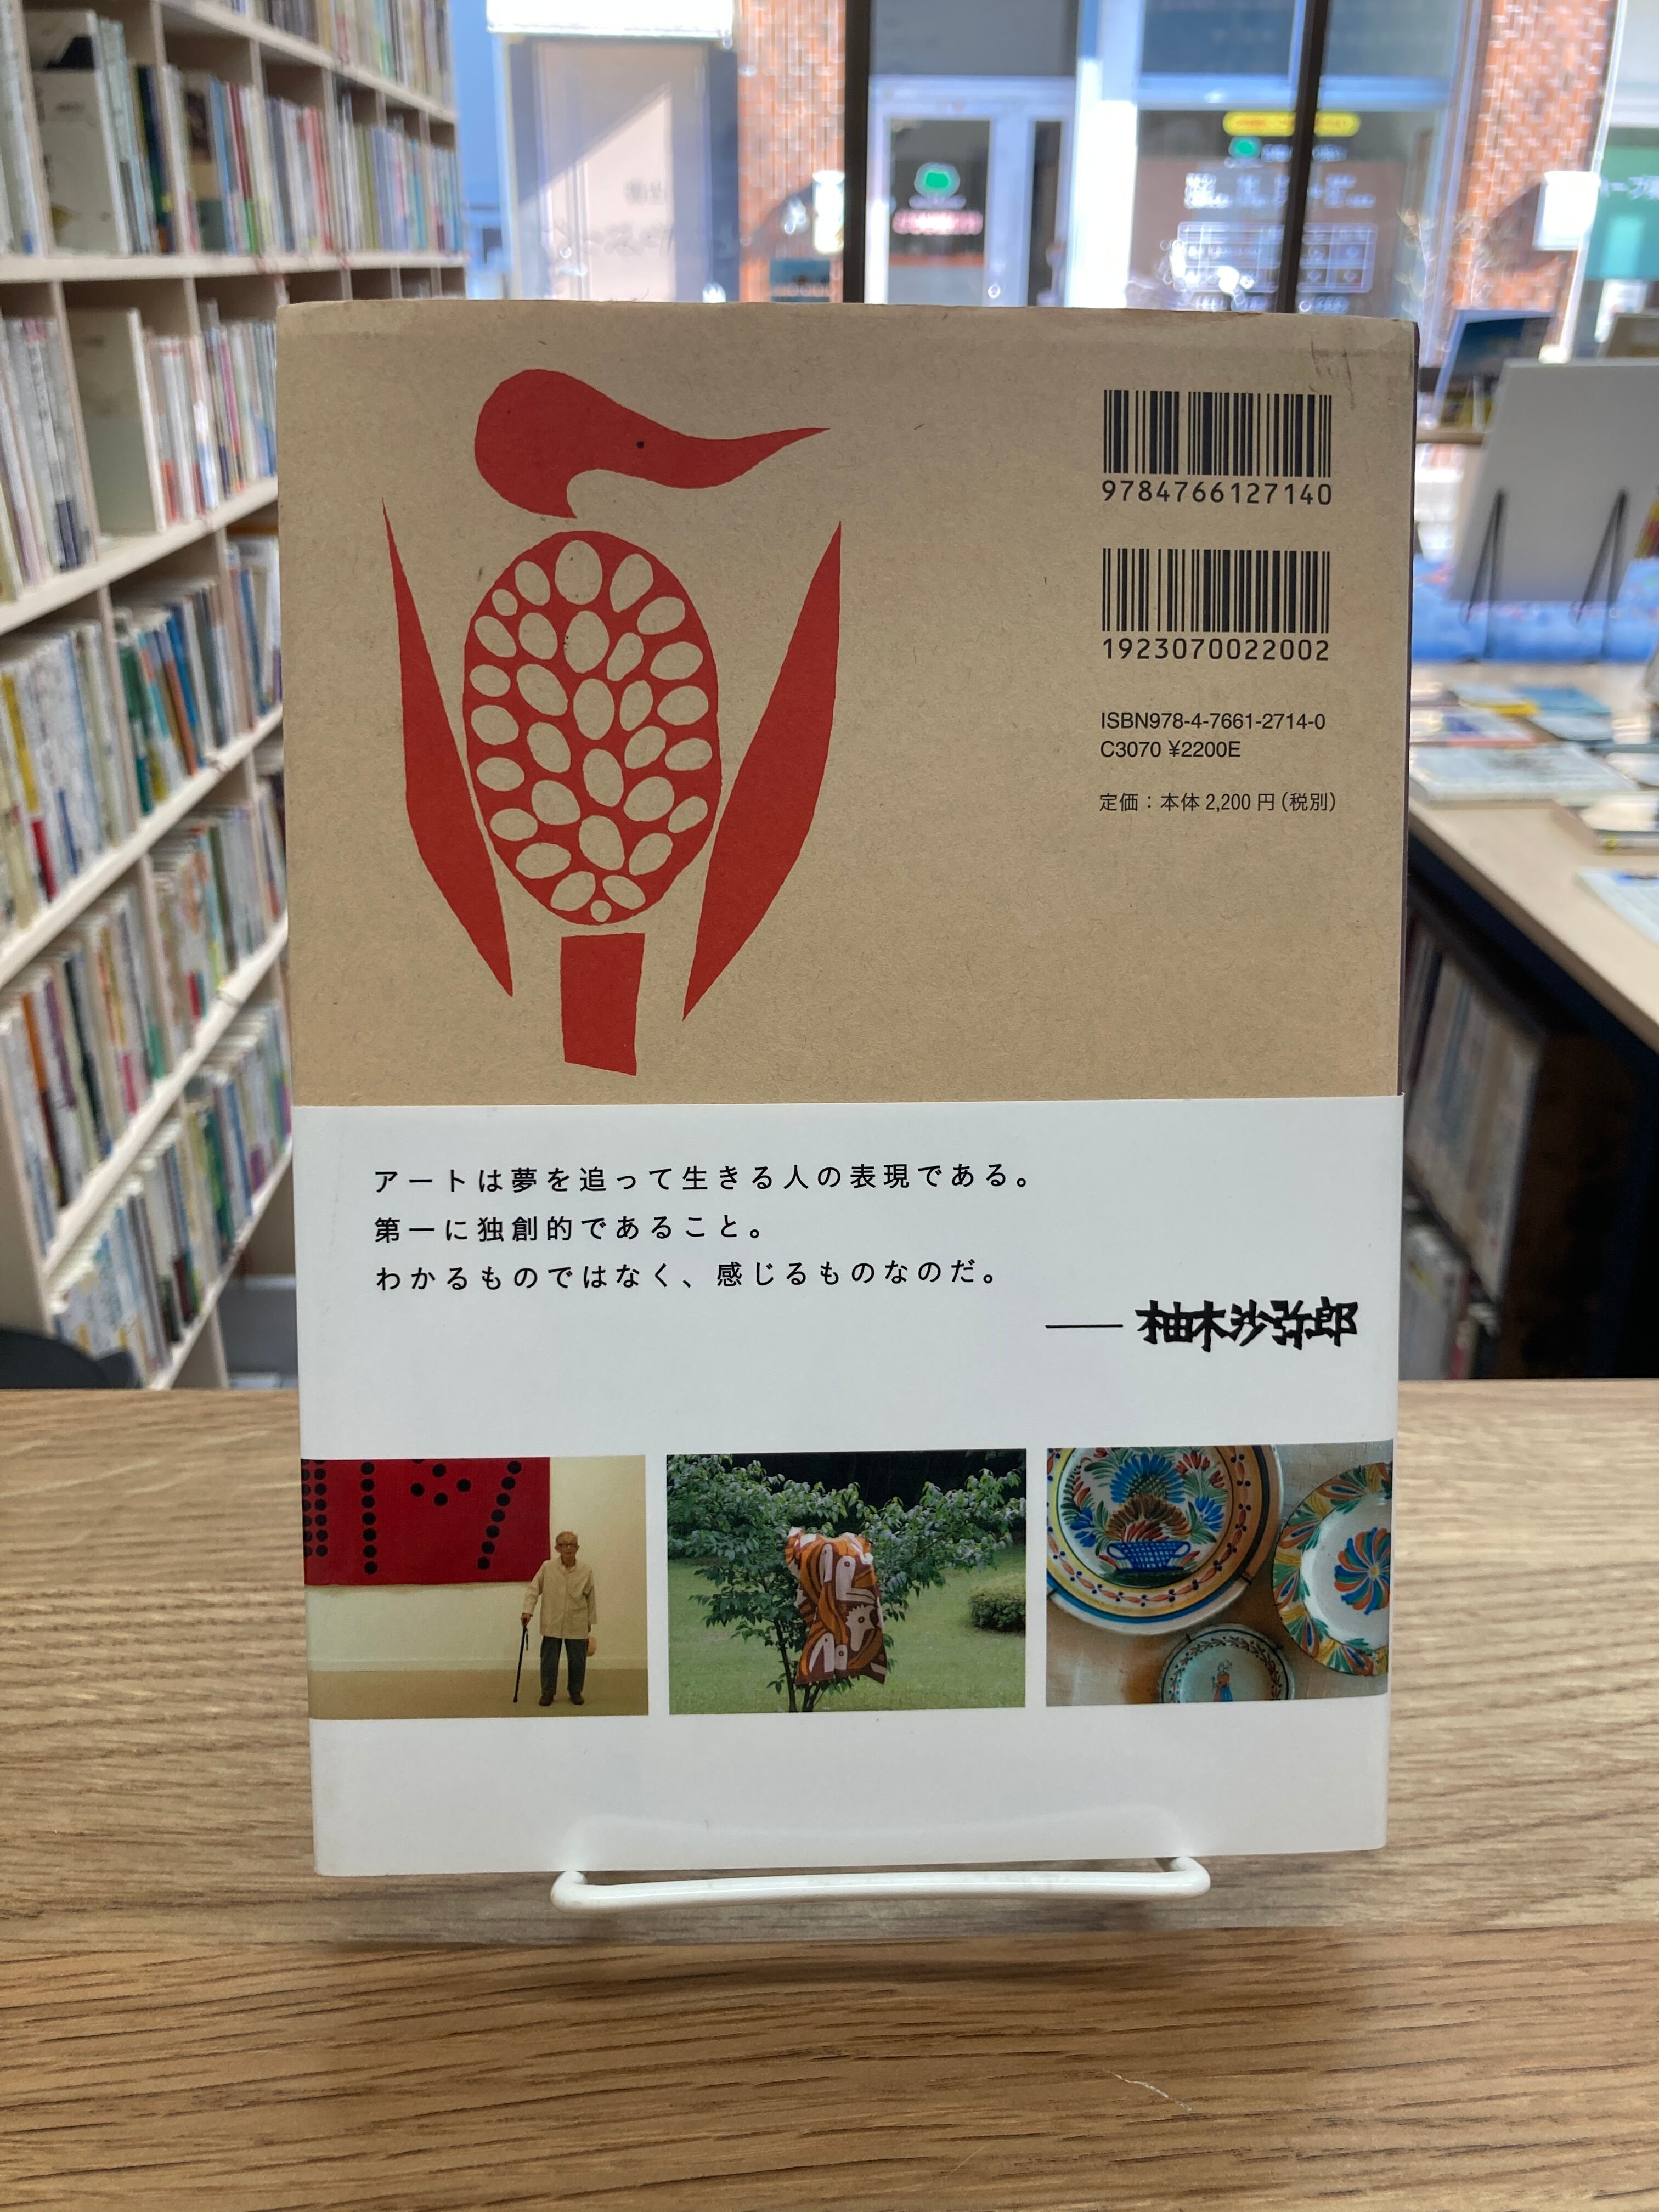 9784766127140
1923070022002
ISBN978-4-7661-2714-0
C3070 ¥2200E
定価：本体2,200円（税別）
アートは夢を追って生きる人の表現である。
第一に独創的であること。
わかるものではなく、感じるものなのだ。
── 柚木沙弥郎